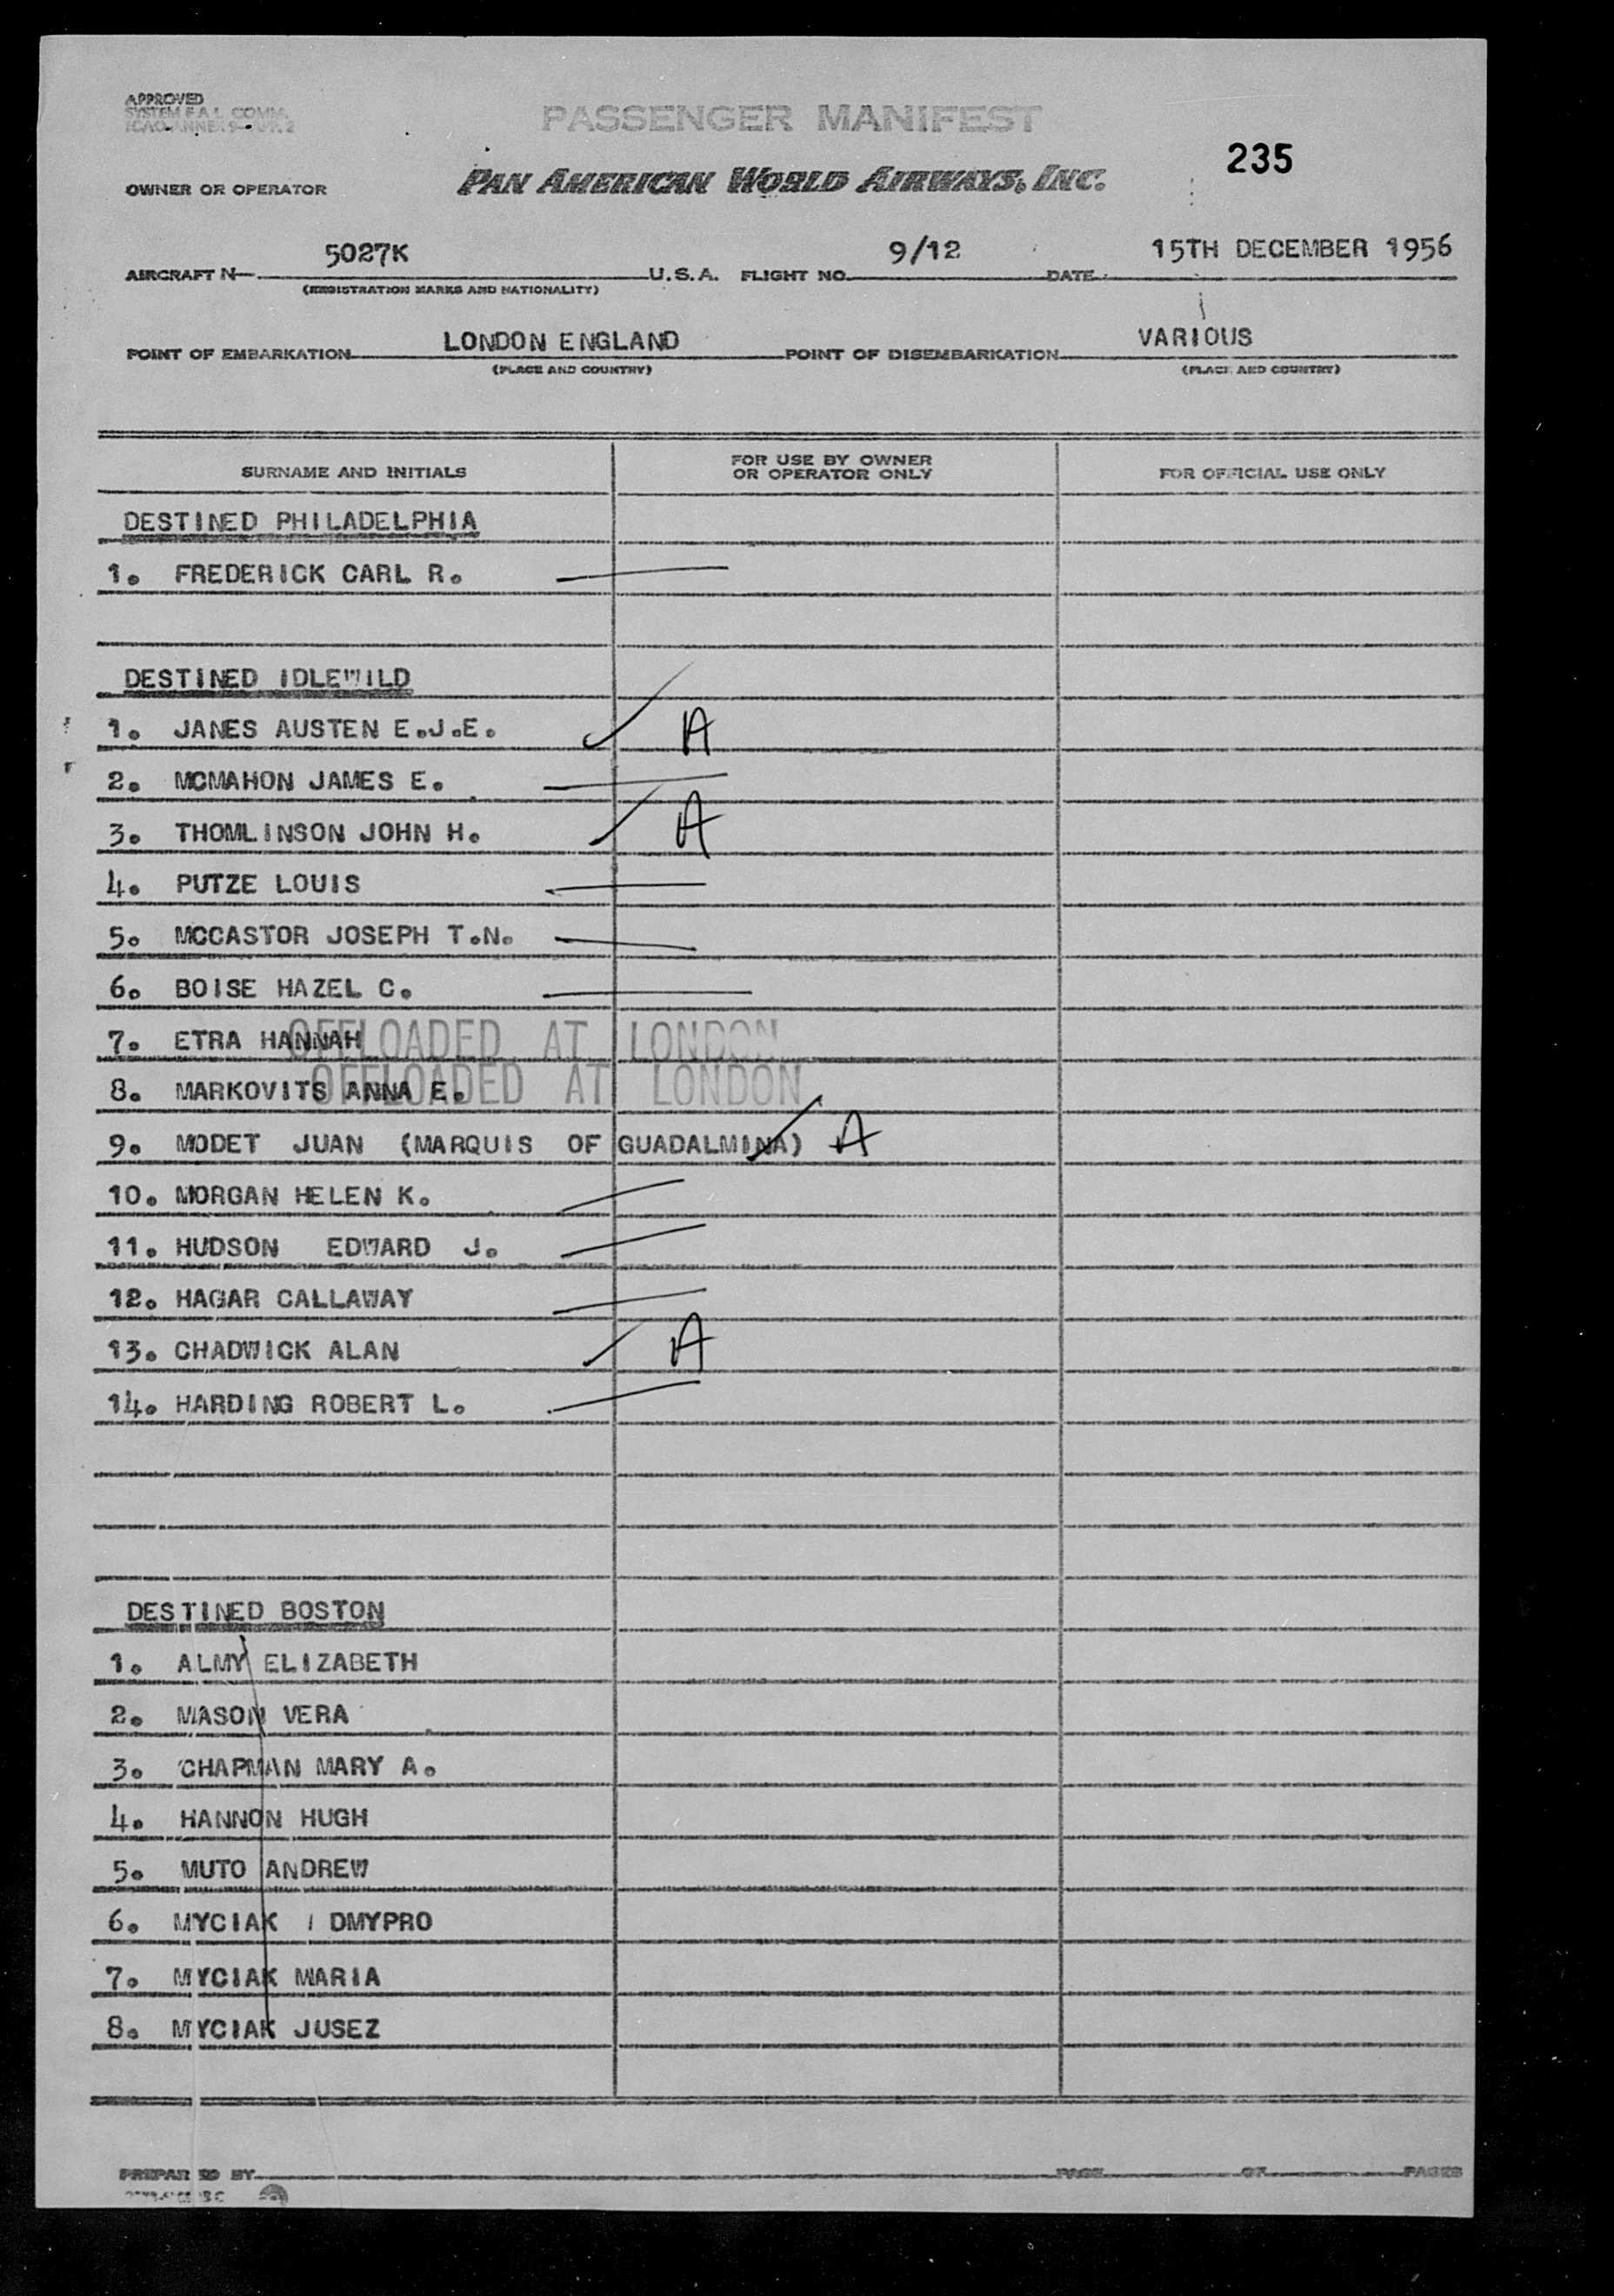 APPROVED
SYSTEM F.A.L. COMM.
ICAO ANNEX 9
PASSENGER MANIFEST
235
OWNER OR OPERATOR PAN AMERICAN WORLD AIRWAYS, INC.
AIRCRAFT N 5027K U.S.A. FLIGHT NO. 9/12 DATE 15TH DECEMBER 1956
(REGISTRATION MARKS AND NATIONALITY)
POINT OF EMBARKATION LONDON ENGLAND POINT OF DISEMBARKATION VARIOUS
(PLACE AND COUNTRY) (PLACE AND COUNTRY)
SURNAME AND INITIALS FOR USE BY OWNER OR OPERATOR ONLY FOR OFFICIAL USE ONLY
DESTINED PHILADELPHIA
1. FREDERICK CARL R.
DESTINED IDLEWILD
1. JANES AUSTEN E.J.E. A
2. MCMAHON JAMES E.
3. THOMLINSON JOHN H. A
4. PUTZE LOUIS
5. MCCASTOR JOSEPH T.N.
6. BOISE HAZEL C.
7. ETRA HANNAH OFFLOADED AT LONDON
8. MARKOVITS ANNA E. OFFLOADED AT LONDON
9. MODET JUAN (MARQUIS OF GUADALMINA) A
10. MORGAN HELEN K.
11. HUDSON EDWARD J.
12. HAGAR CALLAWAY
13. CHADWICK ALAN A
14. HARDING ROBERT L.
DESTINED BOSTON
1. ALMY ELIZABETH
2. MASON VERA
3. CHAPMAN MARY A.
4. HANNON HUGH
5. MUTO ANDREW
6. MYCIAK DMYPRO
7. MYCIAK MARIA
8. MYCIAK JUSEZ
PREPARED BY PAGE OF PAGES